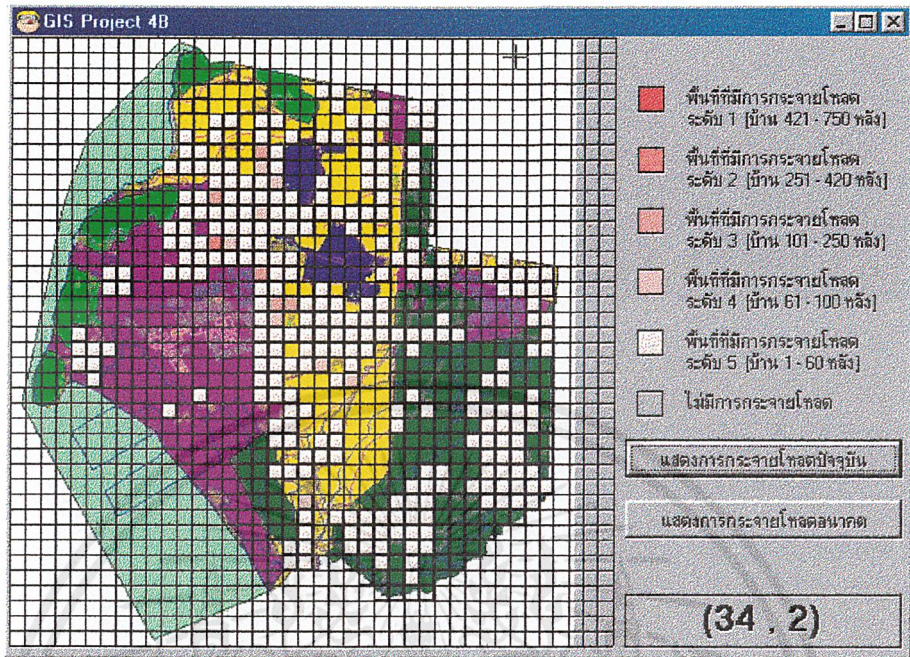 GIS Project 4B
พื้นที่ที่มีการกระจายโหลด
ระดับ 1 [บ้าน 421 - 750 หลัง]
พื้นที่ที่มีการกระจายโหลด
ระดับ 2 [บ้าน 251 - 420 หลัง]
พื้นที่ที่มีการกระจายโหลด
ระดับ 3 [บ้าน 101 - 250 หลัง]
พื้นที่ที่มีการกระจายโหลด
ระดับ 4 [บ้าน 61 - 100 หลัง]
พื้นที่ที่มีการกระจายโหลด
ระดับ 5 [บ้าน 1 - 60 หลัง]
ไม่มีการกระจายโหลด
แสดงการกระจายโหลดปัจจุบัน
แสดงการกระจายโหลดอนาคต
(34 , 2)